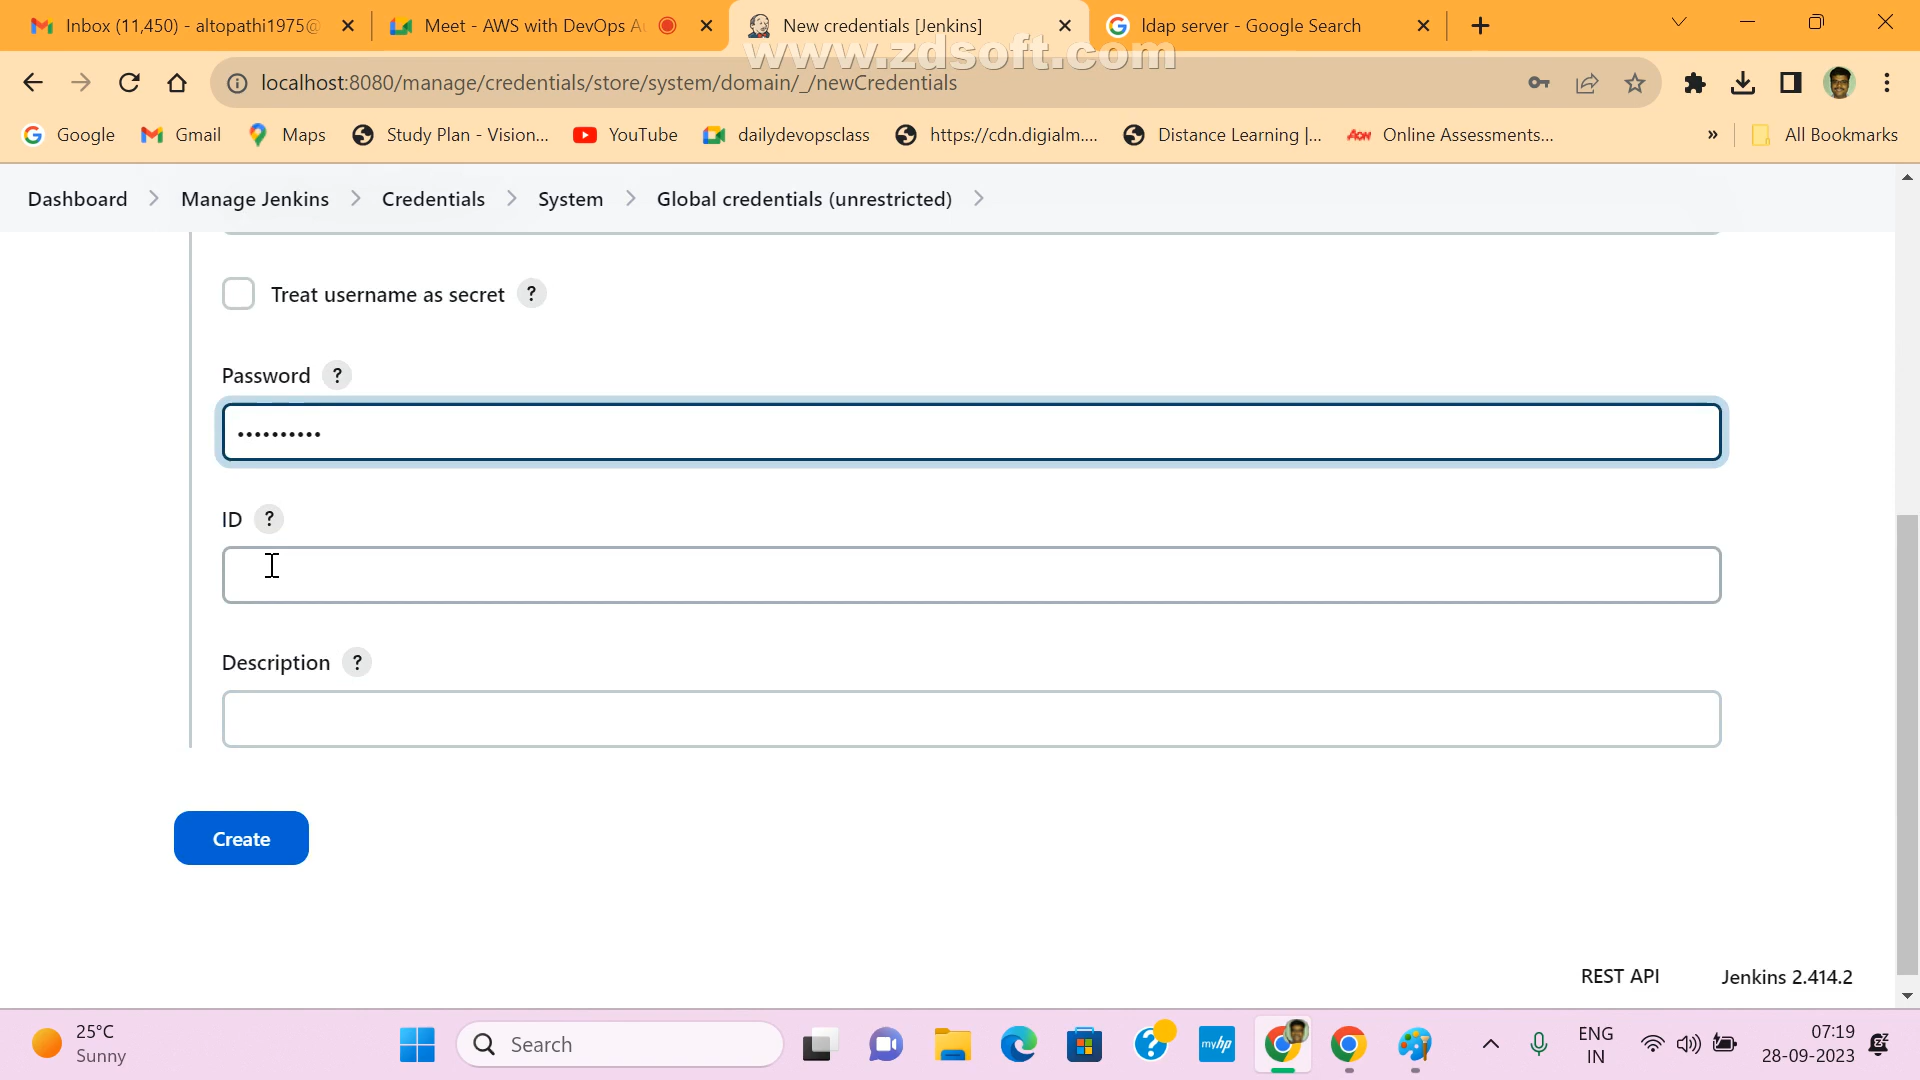 Inbox (11,450) - altopathi1975@
Meet - AWS with DevOps Au
New credentials [Jenkins]
ldap server - Google Search
www.zdsoft.com
localhost:8080/manage/credentials/store/system/domain/_/newCredentials
Google
Gmail
Maps
Study Plan - Vision...
YouTube
dailydevopsclass
https://cdn.digialm....
Distance Learning |...
Aon
Online Assessments...
»
All Bookmarks
Dashboard
Manage Jenkins
Credentials
System
Global credentials (unrestricted)
Treat username as secret ?
Password ?
••••••••••
ID ?
Description ?
Create
REST API
Jenkins 2.414.2
25°C
Sunny
Search
myhp
ENG
IN
07:19
28-09-2023